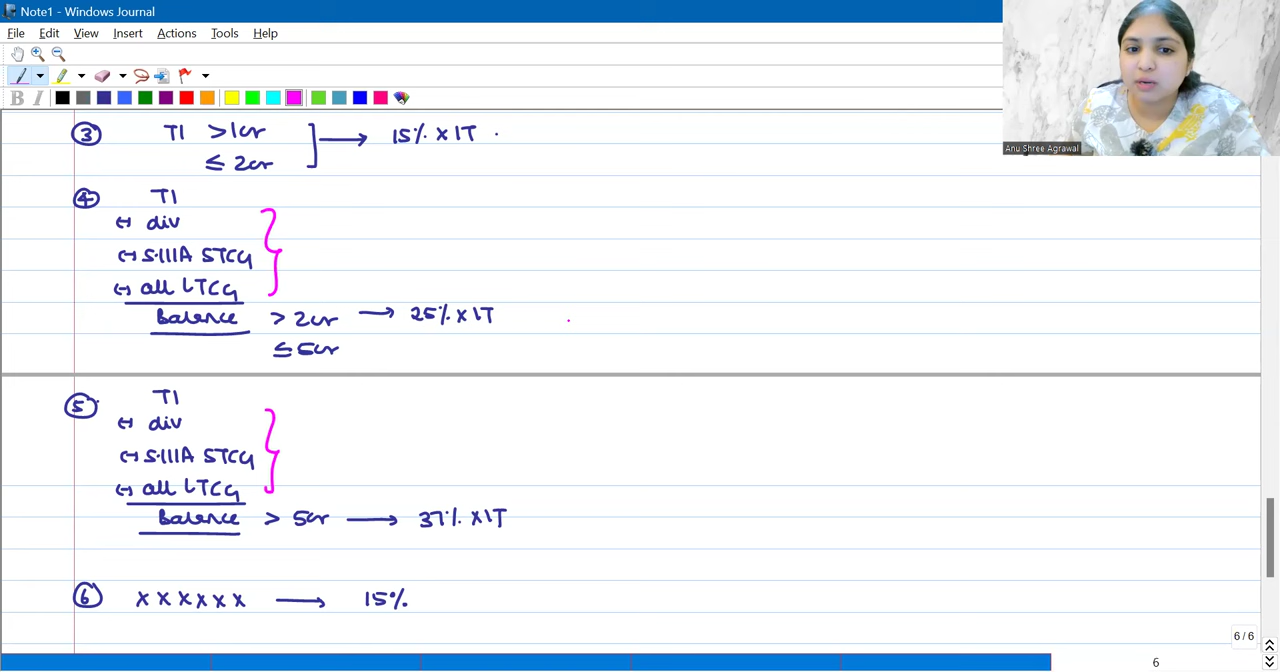 Note1 - Windows Journal
File Edit View Insert Actions Tools Help
B I
Anu Shree Agrawal
③ TI >1cr → 15% x IT
≤ 2cr
④ TI
(-) div
(-) S.111A STCG
(-) all LTCG
Balance > 2cr → 25% x IT
≤ 5cr
⑤ TI
(-) div
(-) S.111A STCG
(-) all LTCG
Balance > 5cr → 37% x IT
⑥ x x x x x x → 15%
6/6
6